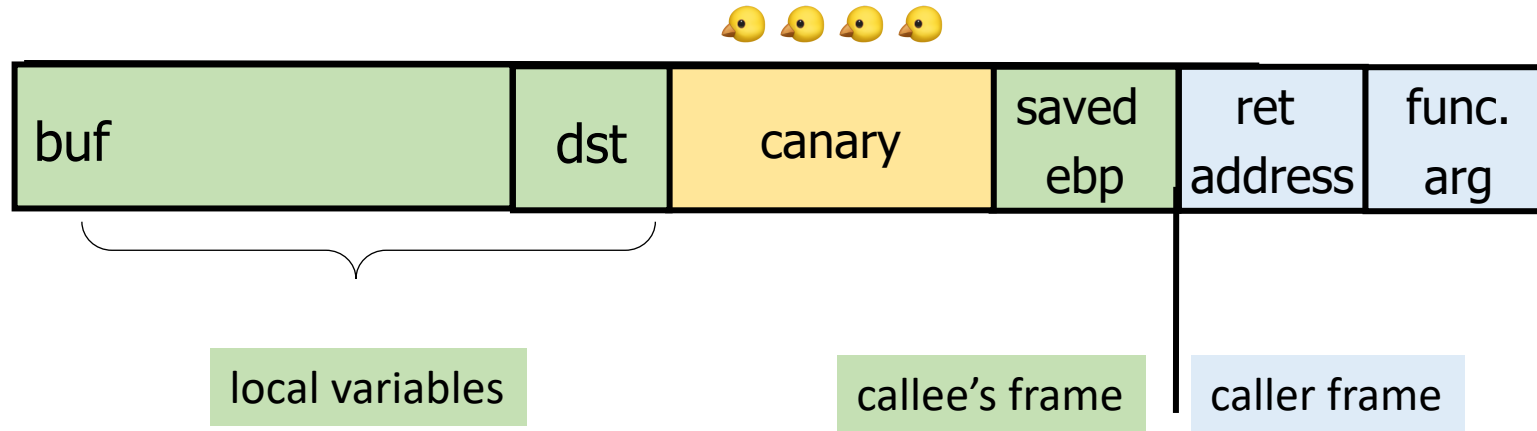 buf
dst
canary
saved
ebp
ret
address
func.
arg
local variables
callee's frame
caller frame